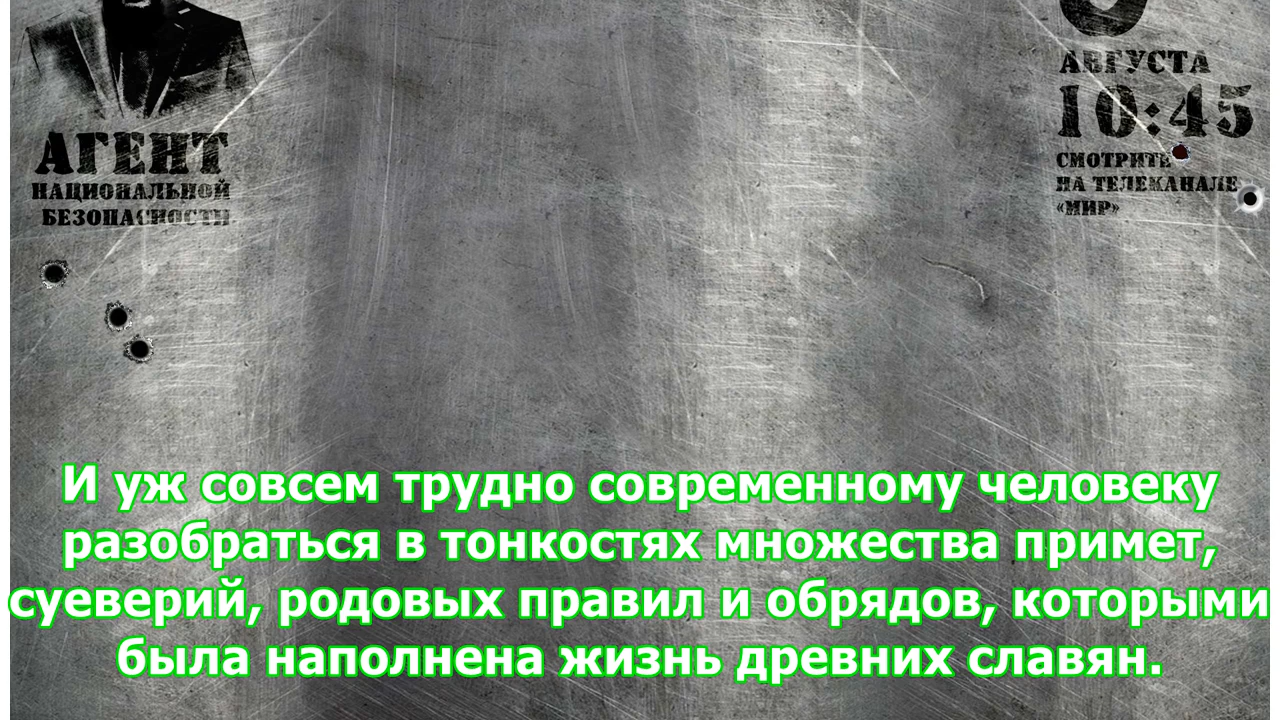 АГЕНТ
НАЦИОНАЛЬНОЙ
БЕЗОПАСНОСТИ
АВГУСТА
10:45
СМОТРИТЕ
НА ТЕЛЕКАНАЛЕ
«МИР»
И уж совсем трудно современному человеку
разобраться в тонкостях множества примет,
суеверий, родовых правил и обрядов, которыми
была наполнена жизнь древних славян.